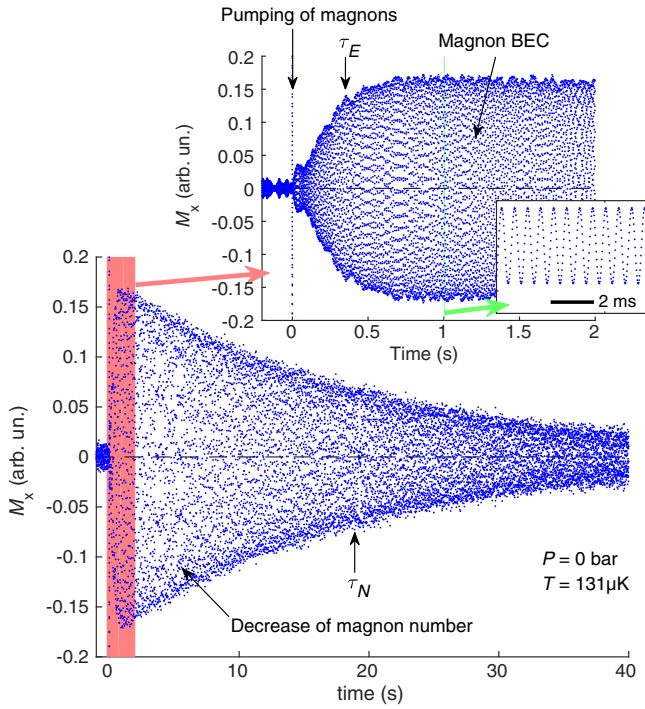 Pumping of magnons
τE
Magnon BEC
0.2
0.15
0.1
0.05
0
-0.05
-0.1
-0.15
-0.2
Mx (arb. un.)
2 ms
0
0.5
1
1.5
2
Time (s)
0.2
0.15
0.1
0.05
0
-0.05
-0.1
-0.15
-0.2
Mx (arb. un.)
P = 0 bar
T = 131μK
τN
Decrease of magnon number
0
10
20
30
40
time (s)